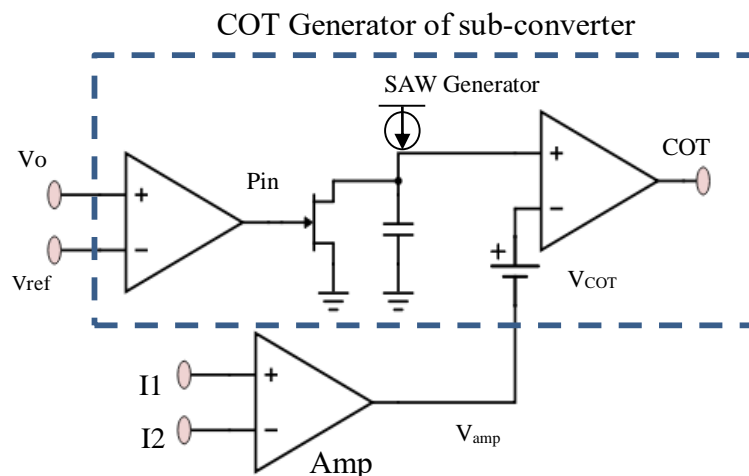 COT Generator of sub-converter
SAW Generator
Vo
Pin
COT
+
−
Vref
+
−
+
VCOT
I1
I2
+
−
Vamp
Amp